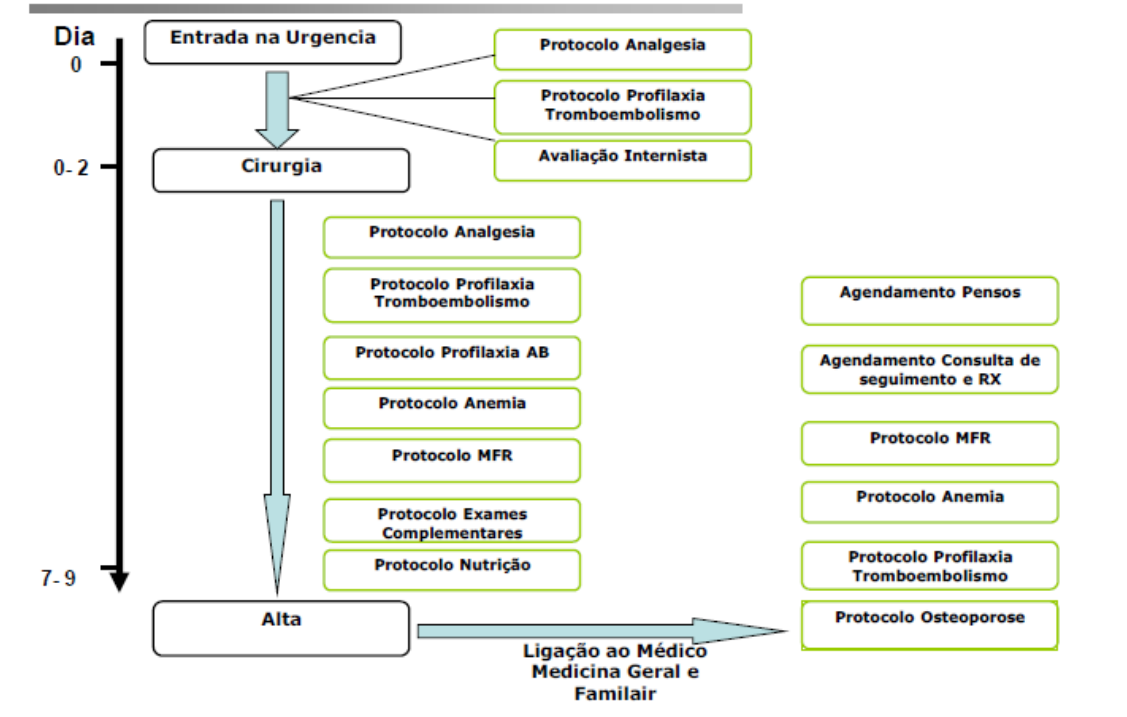 Dia
0
Entrada na Urgencia
Protocolo Analgesia
Protocolo Profilaxia
Tromboembolismo
Avaliação Internista
0- 2
Cirurgia
Protocolo Analgesia
Protocolo Profilaxia
Tromboembolismo
Protocolo Profilaxia AB
Protocolo Anemia
Protocolo MFR
Protocolo Exames
Complementares
Protocolo Nutrição
7- 9
Alta
Ligação ao Médico
Medicina Geral e
Familair
Agendamento Pensos
Agendamento Consulta de
seguimento e RX
Protocolo MFR
Protocolo Anemia
Protocolo Profilaxia
Tromboembolismo
Protocolo Osteoporose